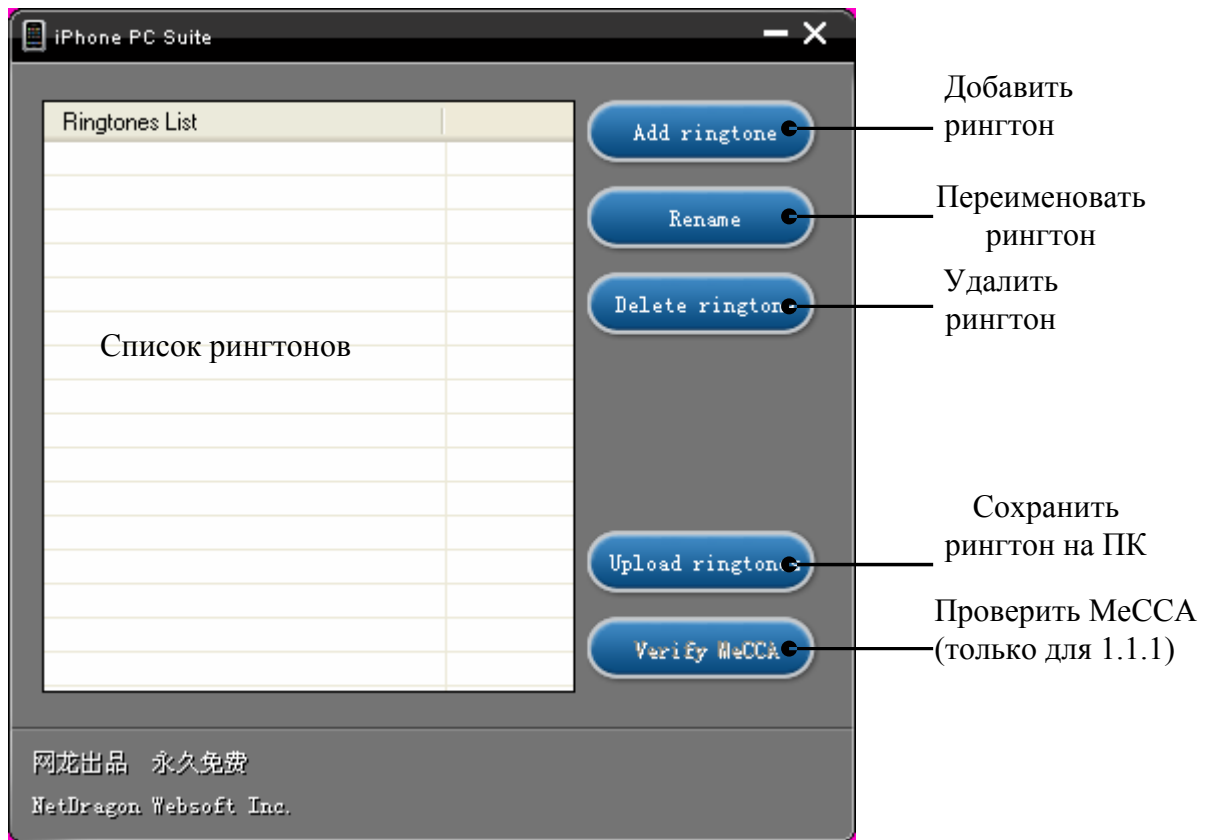 iPhone PC Suite
Ringtones List
Список рингтонов
Add ringtone
Добавить
рингтон
Rename
Переименовать
рингтон
Delete ringtone
Удалить
рингтон
Upload ringtones
Сохранить
рингтон на ПК
Verify MeCCA
Проверить MeCCA
(только для 1.1.1)
网龙出品 永久免费
NetDragon Websoft Inc.